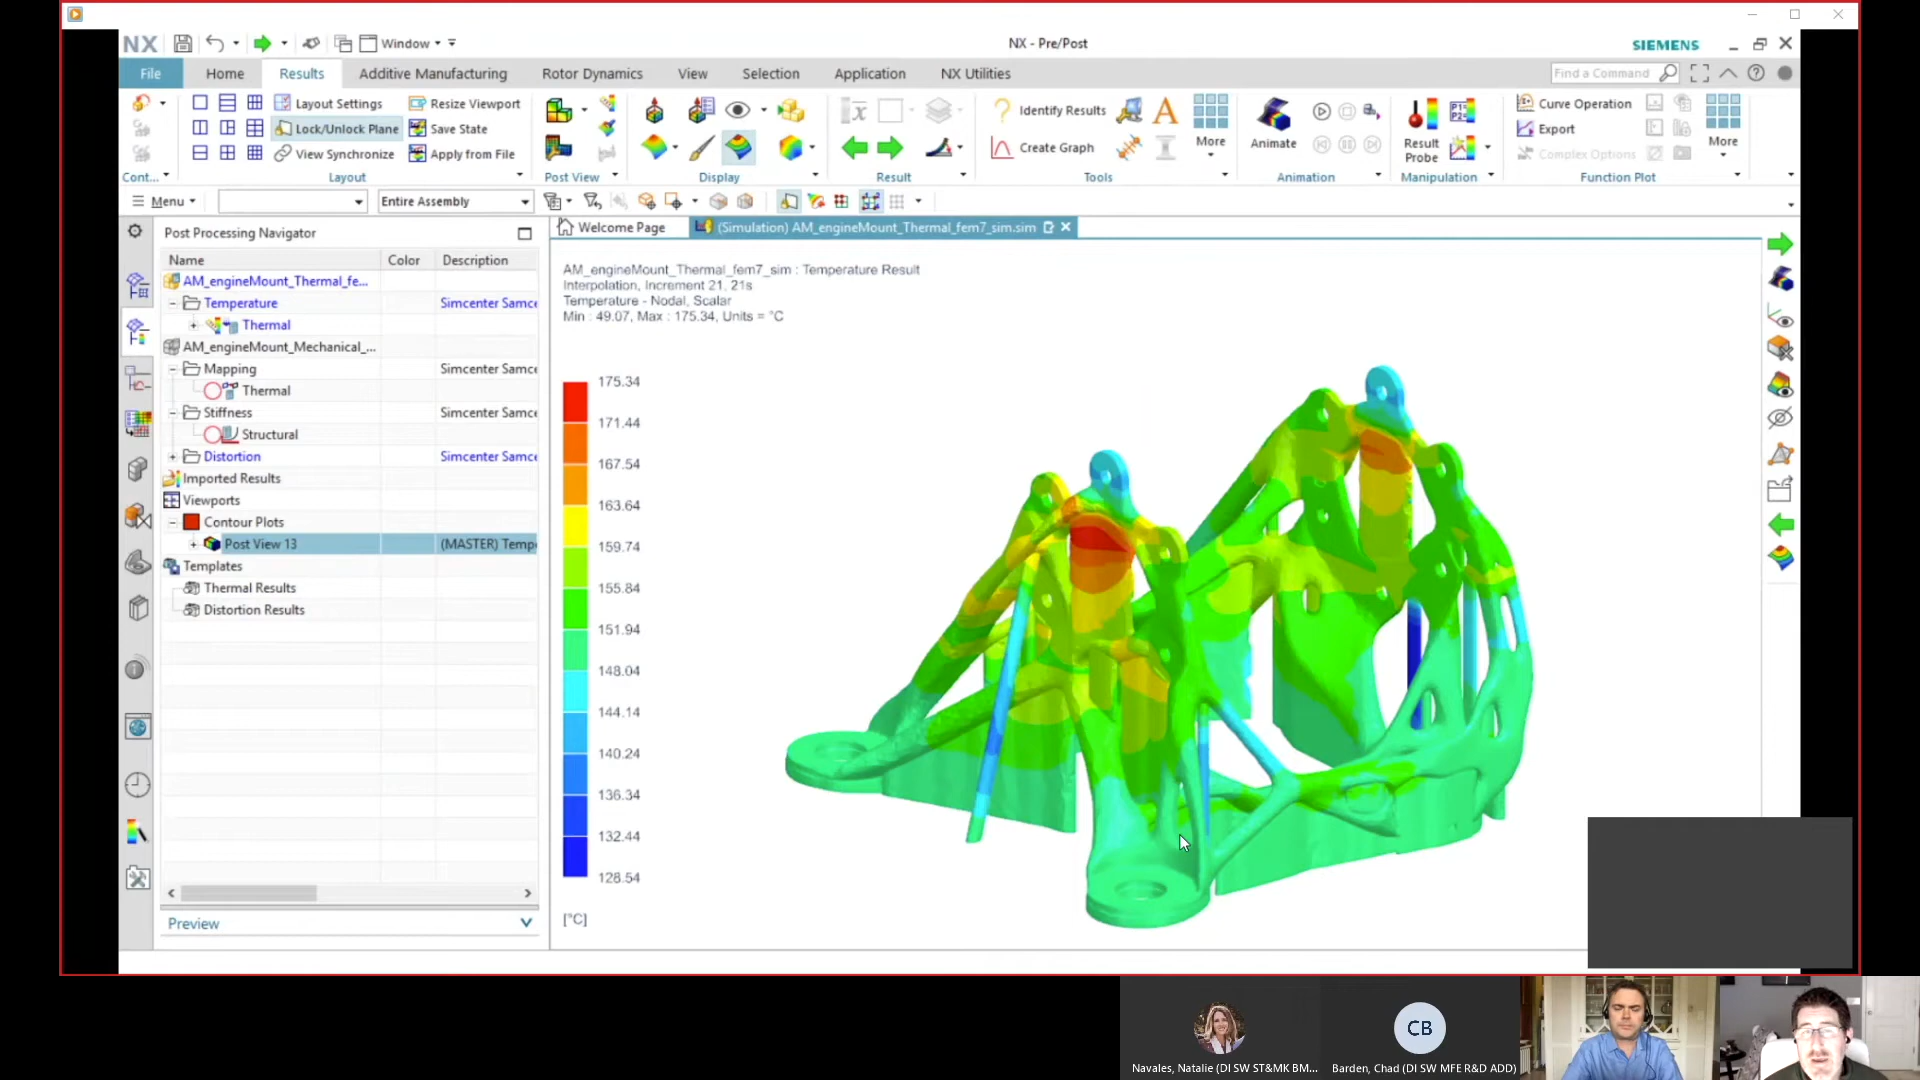 NX Window NX - Pre/Post SIEMENS
File Home Results Additive Manufacturing Rotor Dynamics View Selection Application NX Utilities Find a Command
Layout Settings Resize Viewport Identify Results Curve Operation
Lock/Unlock Plane Save State Export
View Synchronize Apply from File Create Graph More Animate Result Probe Complex Options More
Cont... Layout Post View Display Result Tools Animation Manipulation Function Plot
Menu Entire Assembly
Post Processing Navigator
Welcome Page (Simulation) AM_engineMount_Thermal_fem7_sim.sim
Name Color Description
AM_engineMount_Thermal_fe...
Temperature Simcenter Samce
Thermal
AM_engineMount_Mechanical_...
Mapping Simcenter Samce
Thermal
Stiffness Simcenter Samce
Structural
Distortion Simcenter Samce
Imported Results
Viewports
Contour Plots
Post View 13 (MASTER) Tempe
Templates
Thermal Results
Distortion Results
Preview
AM_engineMount_Thermal_fem7_sim : Temperature Result
Interpolation, Increment 21, 21s
Temperature - Nodal, Scalar
Min : 49.07, Max : 175.34, Units = °C
175.34
171.44
167.54
163.64
159.74
155.84
151.94
148.04
144.14
140.24
136.34
132.44
128.54
[°C]
CB
Navales, Natalie (DI SW ST&MK BM...
Barden, Chad (DI SW MFE R&D ADD)